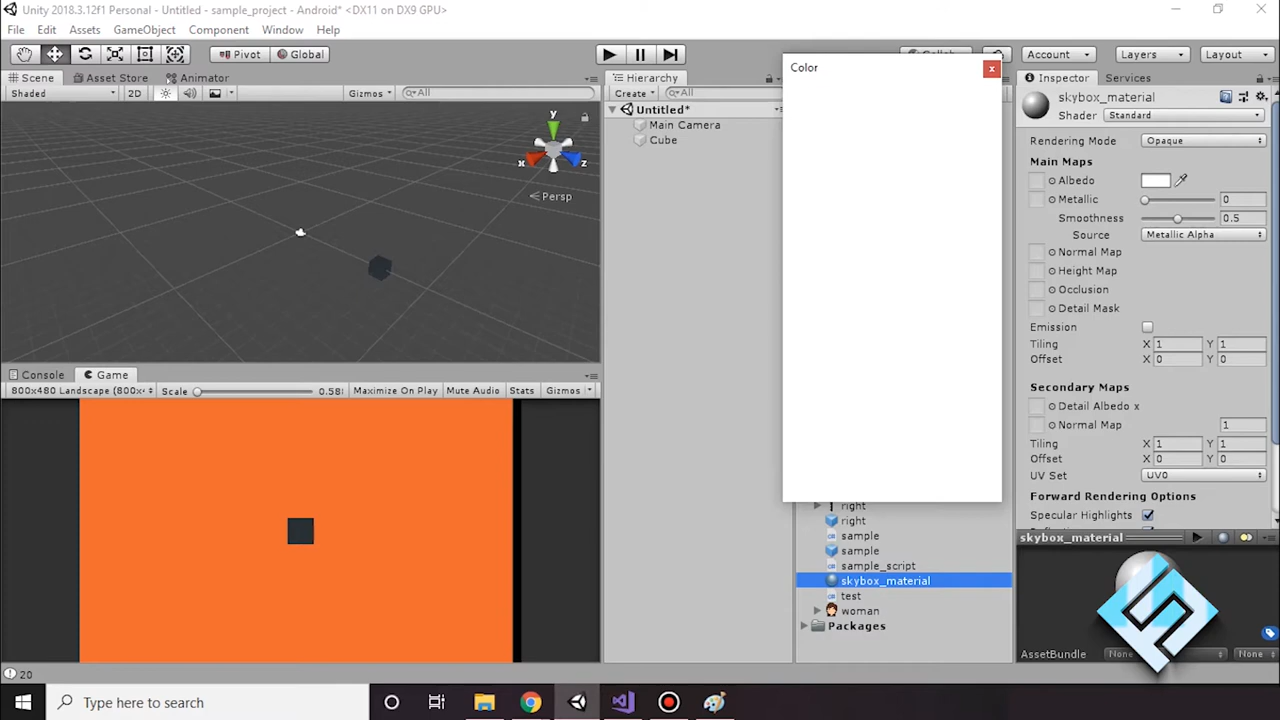 Unity 2018.3.12f1 Personal - Untitled - sample_project - Android* <DX11 on DX9 GPU>
File Edit Assets GameObject Component Window Help
Pivot Global Account Layers Layout
Scene Asset Store Animator Hierarchy Inspector Services
Shaded 2D Gizmos All Create All
Color
Untitled*
Main Camera
Cube
Persp
x y z
skybox_material
Shader Standard
Rendering Mode Opaque
Main Maps
Albedo
Metallic 0
Smoothness 0.5
Source Metallic Alpha
Normal Map
Height Map
Occlusion
Detail Mask
Emission
Tiling X 1 Y 1
Offset X 0 Y 0
Secondary Maps
Detail Albedo x
Normal Map 1
Tiling X 1 Y 1
Offset X 0 Y 0
UV Set UV0
Forward Rendering Options
Specular Highlights
Console Game
800x480 Landscape (800x Scale 0.58 Maximize On Play Mute Audio Stats Gizmos
right
right
sample
sample
sample_script
skybox_material
test
woman
Packages
skybox_material
AssetBundle None None
20
Type here to search